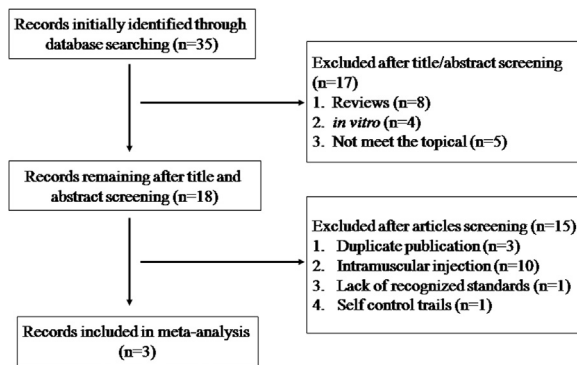 Records initially identified through
database searching (n=35)
Excluded after title/abstract screening
(n=17)
1. Reviews (n=8)
2. in vitro (n=4)
3. Not meet the topical (n=5)
Records remaining after title and
abstract screening (n=18)
Excluded after articles screening (n=15)
1. Duplicate publication (n=3)
2. Intramuscular injection (n=10)
3. Lack of recognized standards (n=1)
4. Self control trails (n=1)
Records included in meta-analysis
(n=3)